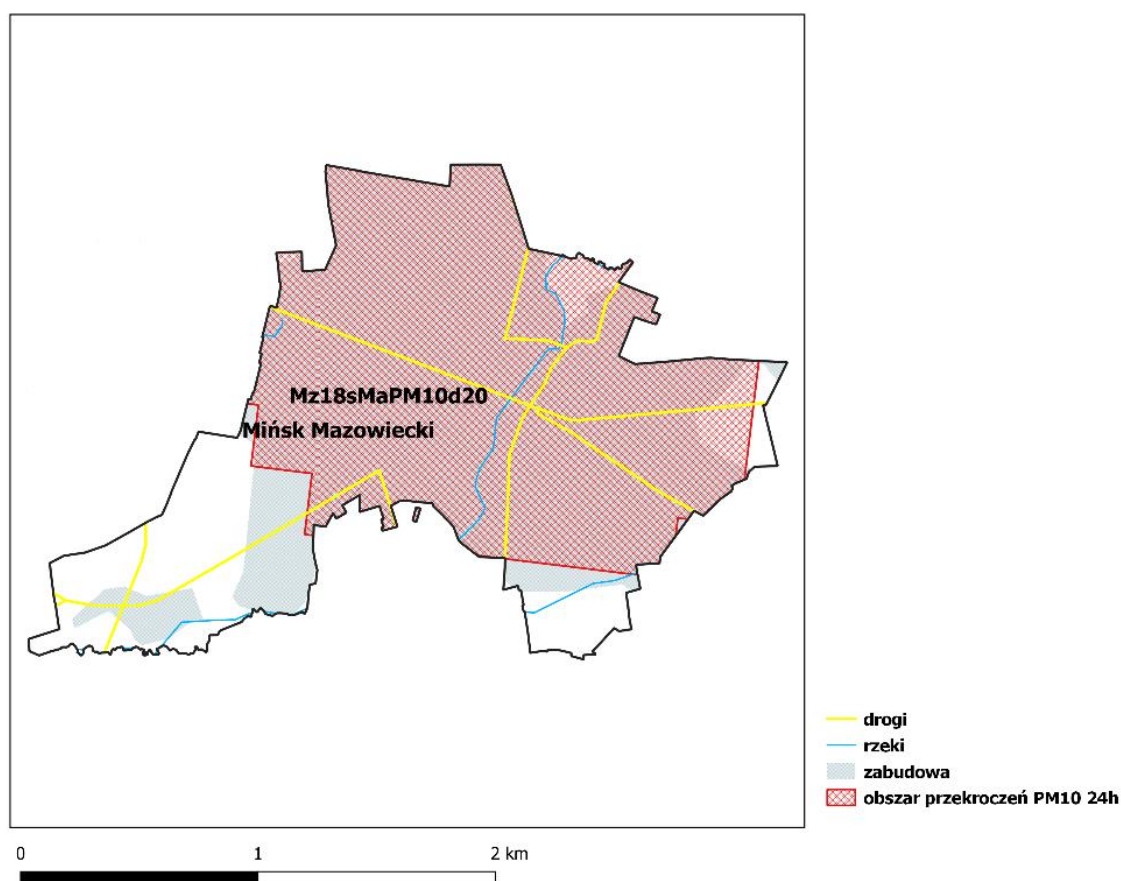 Mz18sMaPM10d20
Mińsk Mazowiecki
drogi
rzeki
zabudowa
obszar przekroczeń PM10 24h
0 1 2 km